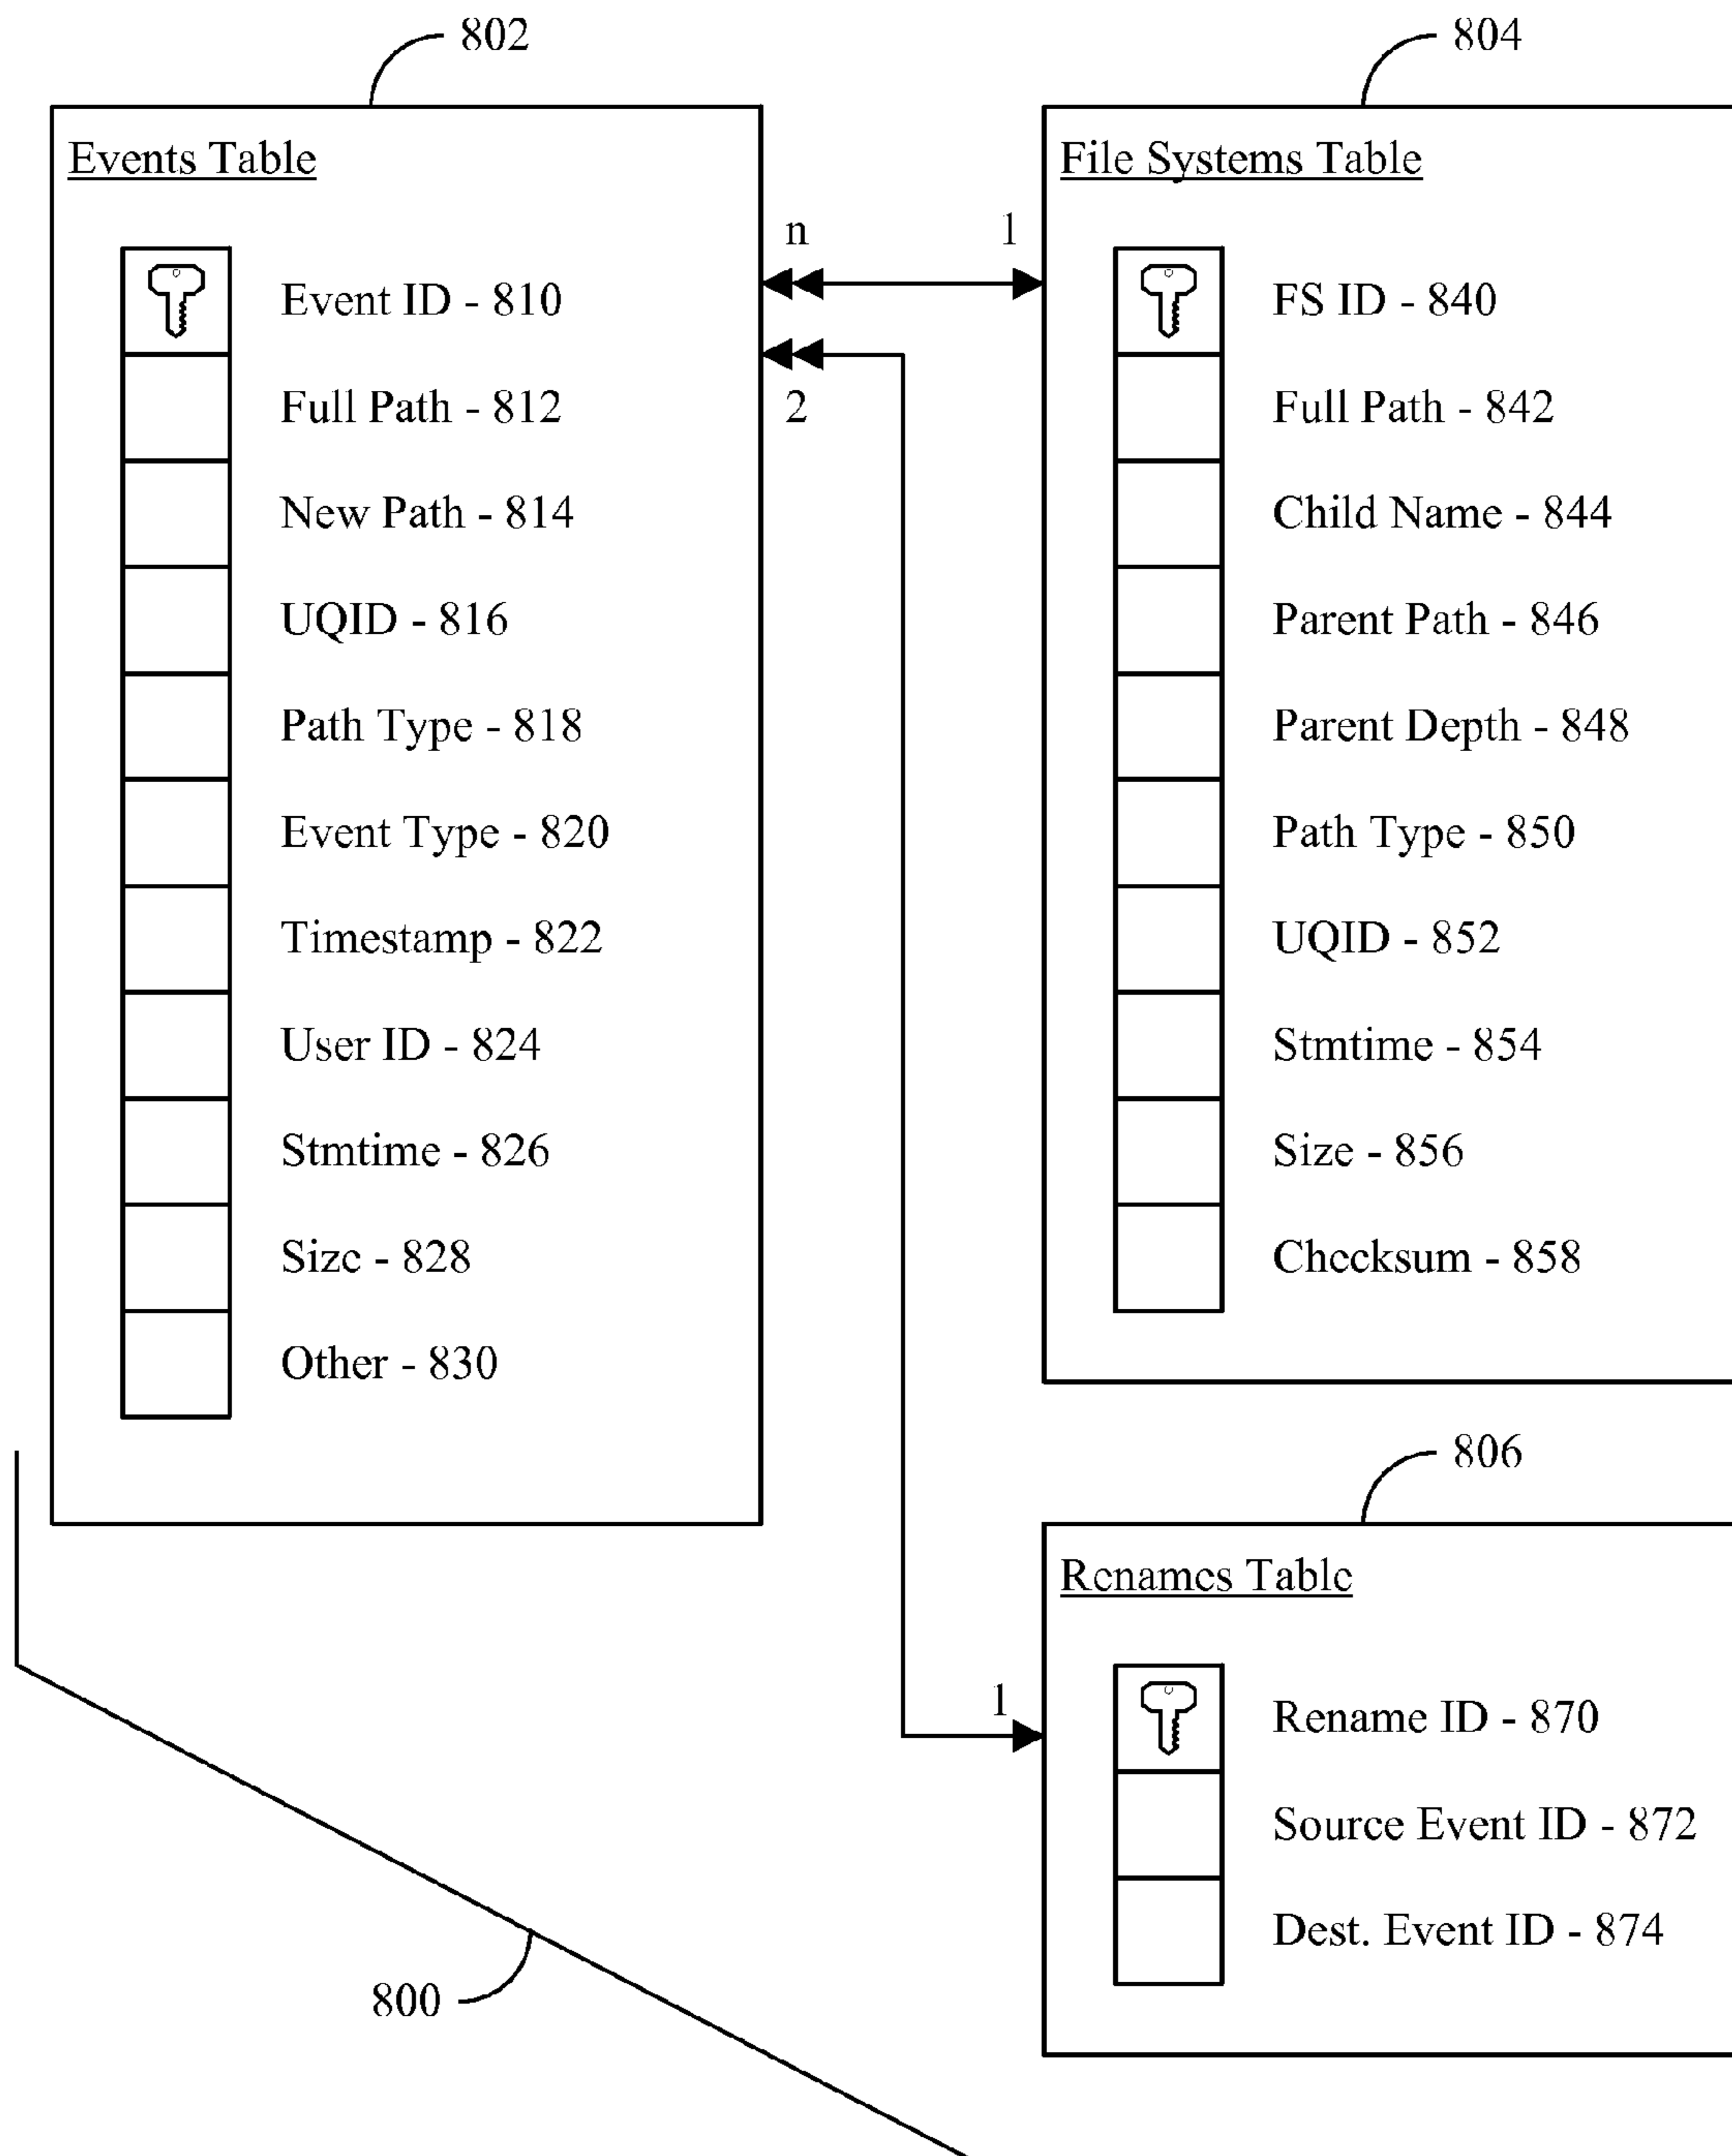 802
804
Events Table
File Systems Table
n
1
2
Event ID - 810
Full Path - 812
New Path - 814
UQID - 816
Path Type - 818
Event Type - 820
Timestamp - 822
User ID - 824
Stmtime - 826
Size - 828
Other - 830
FS ID - 840
Full Path - 842
Child Name - 844
Parent Path - 846
Parent Depth - 848
Path Type - 850
UQID - 852
Stmtime - 854
Size - 856
Checksum - 858
806
Renames Table
1
Rename ID - 870
Source Event ID - 872
Dest. Event ID - 874
800